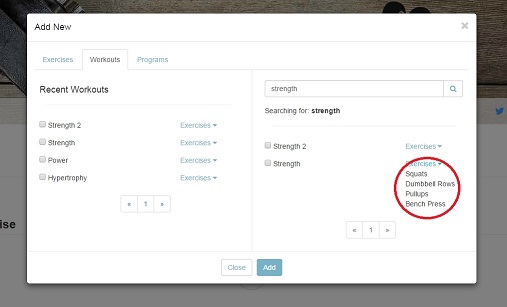 Add New
×
Exercises Workouts Programs
Recent Workouts
Strength 2 Exercises
Strength Exercises
Power Exercises
Hypertrophy Exercises
« 1 »
strength
Searching for: strength
Strength 2 Exercises
Strength Exercises
Squats
Dumbbell Rows
Pullups
Bench Press
« 1 »
Close Add
ise